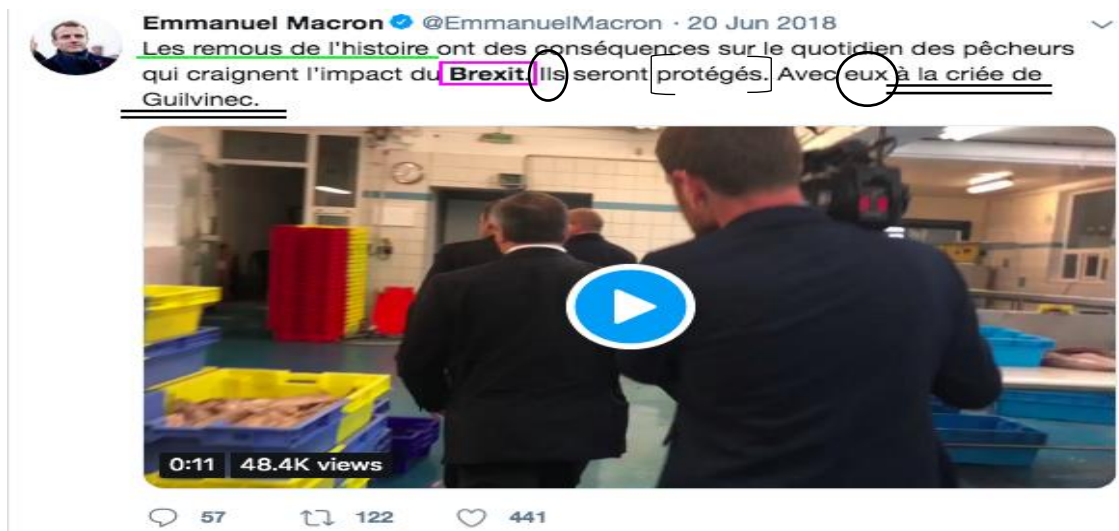 Emmanuel Macron @EmmanuelMacron · 20 Jun 2018
Les remous de l'histoire ont des conséquences sur le quotidien des pêcheurs
qui craignent l'impact du Brexit. Ils seront protégés. Avec eux à la criée de
Guilvinec.
0:11 48.4K views
57 122 441